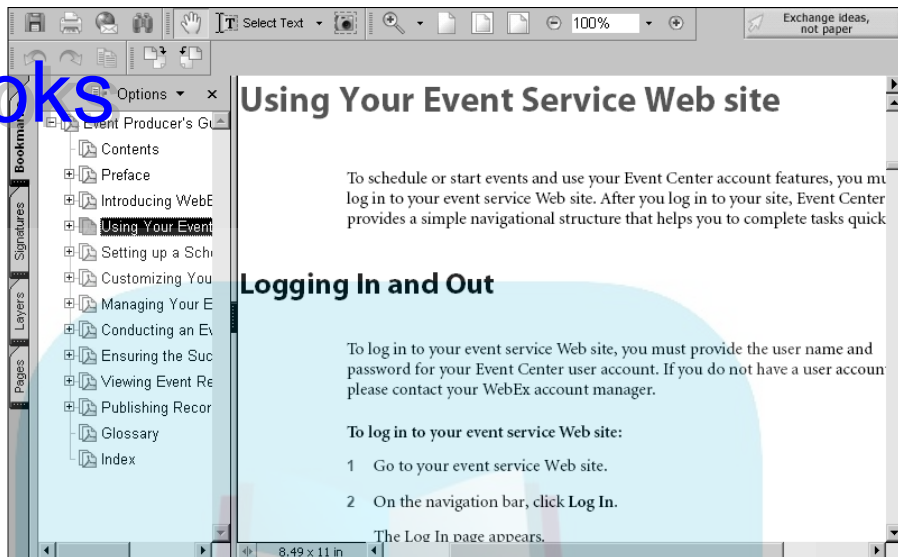 Select Text
100%
Exchange ideas,
not paper
oks
Options
Bookmar
Signatures
Layers
Pages
Event Producer's Gu
Contents
Preface
Introducing WebE
Using Your Event
Setting up a Sch
Customizing You
Managing Your E
Conducting an Ev
Ensuring the Suc
Viewing Event Re
Publishing Recor
Glossary
Index
Using Your Event Service Web site
To schedule or start events and use your Event Center account features, you mu
log in to your event service Web site. After you log in to your site, Event Center
provides a simple navigational structure that helps you to complete tasks quick
Logging In and Out
To log in to your event service Web site, you must provide the user name and
password for your Event Center user account. If you do not have a user accoun
please contact your WebEx account manager.
To log in to your event service Web site:
1 Go to your event service Web site.
2 On the navigation bar, click Log In.
The Log In page appears.
8.49 x 11 in